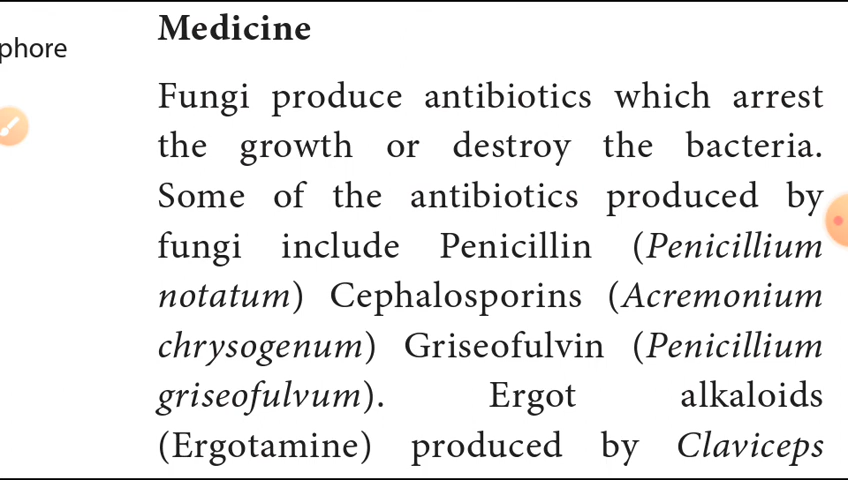 phore
Medicine
Fungi produce antibiotics which arrest
the growth or destroy the bacteria.
Some of the antibiotics produced by
fungi include Penicillin (Penicillium
notatum) Cephalosporins (Acremonium
chrysogenum) Griseofulvin (Penicillium
griseofulvum). Ergot alkaloids
(Ergotamine) produced by Claviceps